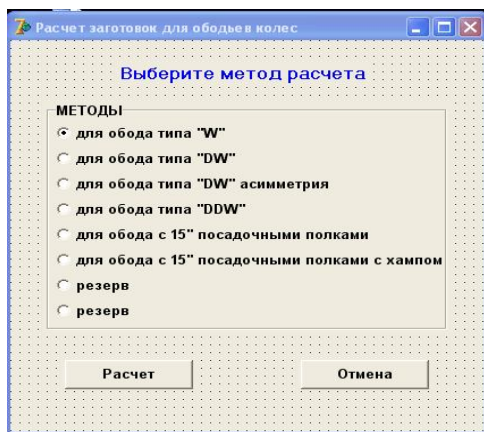 Расчет заготовок для ободьев колес
Выберите метод расчета
МЕТОДЫ
для обода типа "W"
для обода типа "DW"
для обода типа "DW" асимметрия
для обода типа "DDW"
для обода с 15" посадочными полками
для обода с 15" посадочными полками с хампом
резерв
резерв
Расчет
Отмена